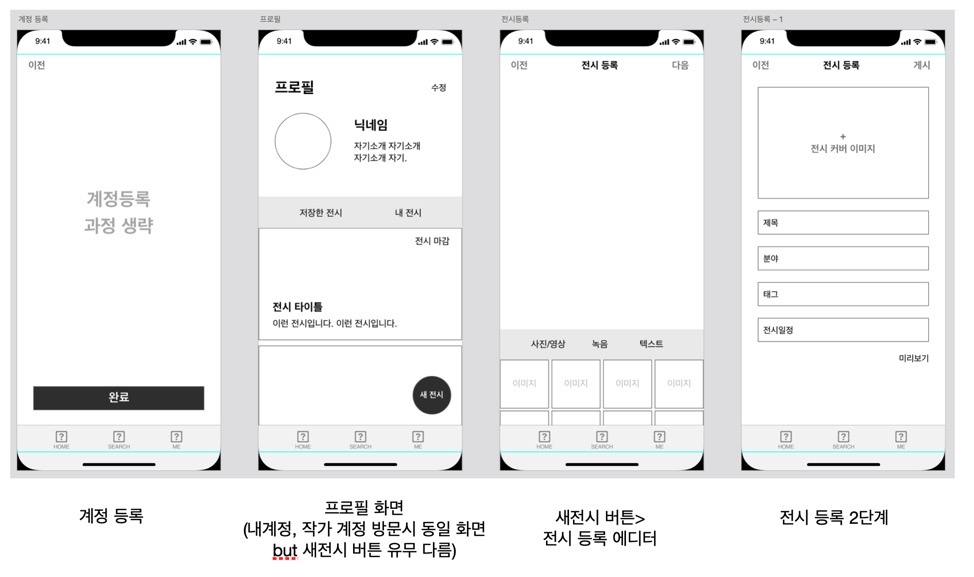 계정 등록
프로필
전시등록
전시등록 – 1
9:41
이전
계정등록
과정 생략
완료
?
?
?
HOME
SEARCH
ME
9:41
프로필
수정
닉네임
자기소개 자기소개
자기소개 자기.
저장한 전시
내 전시
전시 마감
전시 타이틀
이런 전시입니다. 이런 전시입니다.
새 전시
?
?
?
HOME
SEARCH
ME
9:41
이전
전시 등록
다음
사진/영상
녹음
텍스트
이미지
이미지
이미지
이미지
?
?
?
HOME
SEARCH
ME
9:41
이전
전시 등록
게시
+
전시 커버 이미지
제목
분야
태그
전시일정
미리보기
?
?
?
HOME
SEARCH
ME
계정 등록
프로필 화면
(내계정, 작가 계정 방문시 동일 화면
but 새전시 버튼 유무 다름)
새전시 버튼>
전시 등록 에디터
전시 등록 2단계